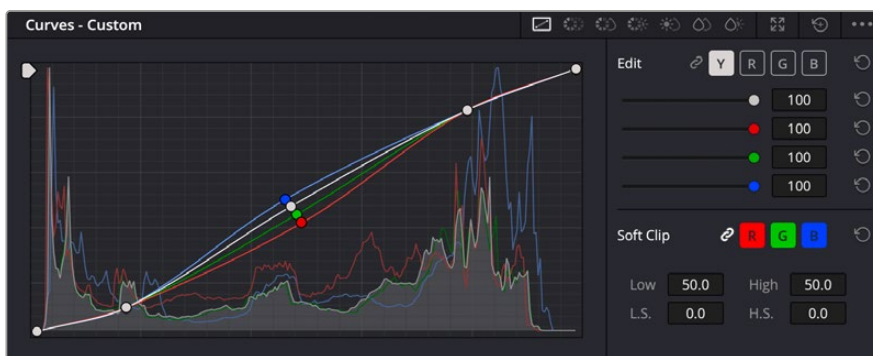 Curves - Custom
Edit Y R G B
100
100
100
100
Soft Clip R G B
Low 50.0 High 50.0
L.S. 0.0 H.S. 0.0